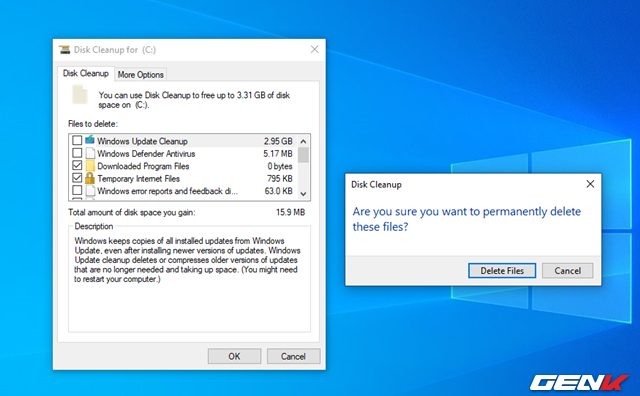 Disk Cleanup for (C:)
Disk Cleanup
More Options
You can use Disk Cleanup to free up to 3.31 GB of disk
space on (C:).
Files to delete:
Windows Update Cleanup 2.95 GB
Windows Defender Antivirus 5.17 MB
Downloaded Program Files 0 bytes
Temporary Internet Files 795 KB
Windows error reports and feedback di... 63.0 KB
Total amount of disk space you gain: 15.9 MB
Description
Windows keeps copies of all installed updates from Windows
Update, even after installing newer versions of updates. Windows
Update cleanup deletes or compresses older versions of updates
that are no longer needed and taking up space. (You might need
to restart your computer.)
OK
Cancel
Disk Cleanup
Are you sure you want to permanently delete
these files?
Delete Files
Cancel
GENK